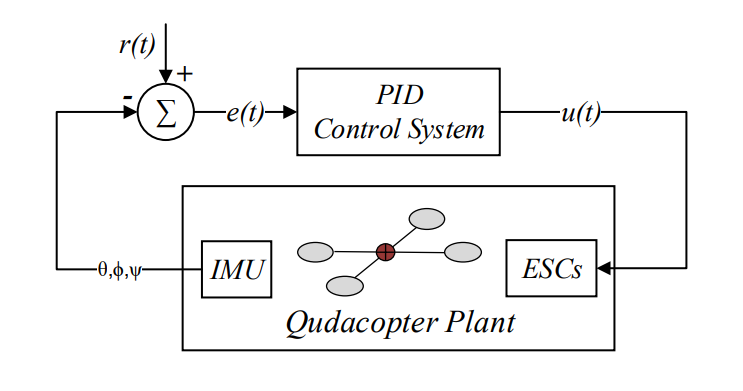 r(t)
+
-
Σ
e(t)
PID
Control System
u(t)
θ,ϕ,ψ
IMU
ESCs
Qudacopter Plant